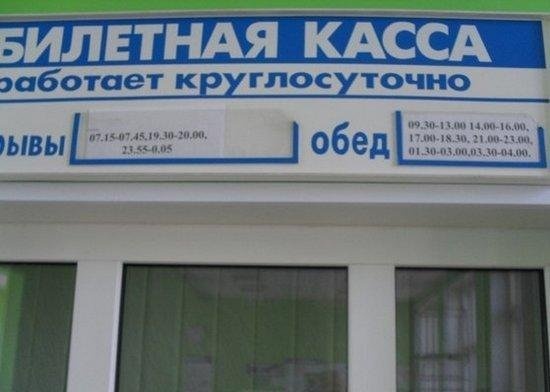 БИЛЕТНАЯ КАССА
работает круглосуточно
рывы
07.15-07.45,19.30-20.00,
23.55-0.05
обед
09.30-13.00 14.00-16.00,
17.00-18.30, 21.00-23.00,
01.30-03.00,03.30-04.00.